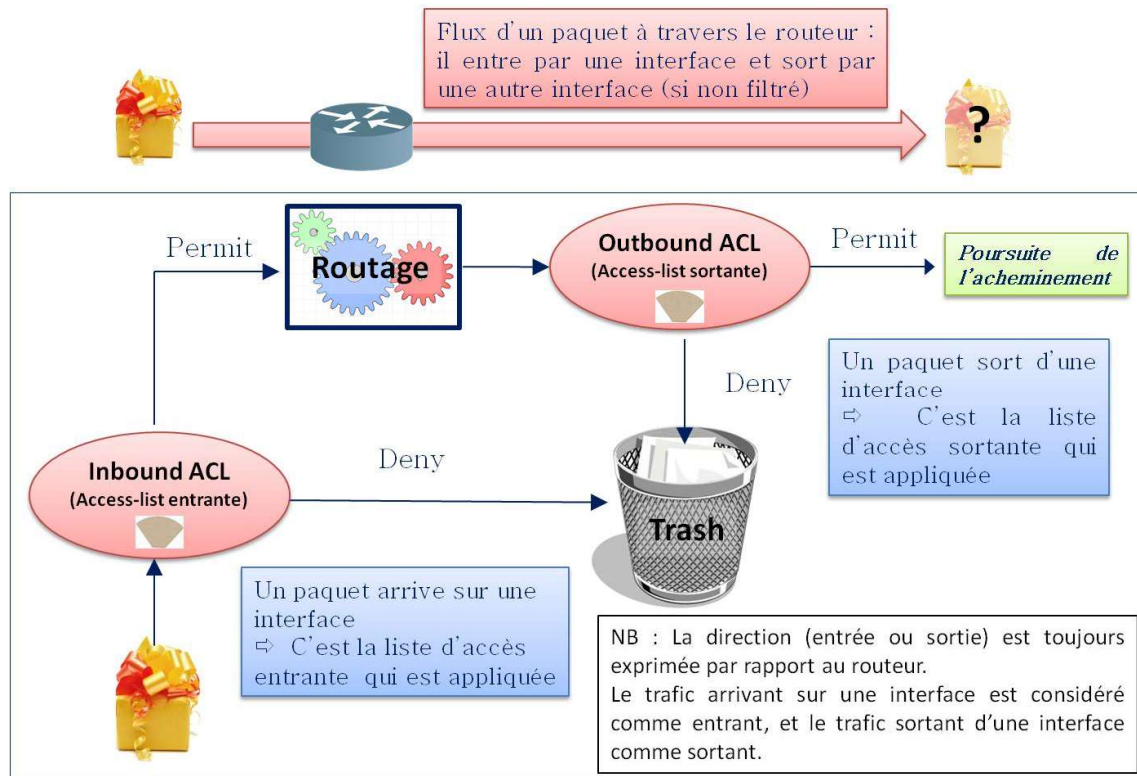 Flux d'un paquet à travers le routeur :
il entre par une interface et sort par
une autre interface (si non filtré)
?
Permit
Routage
Outbound ACL
(Access-list sortante)
Permit
Poursuite de
l'acheminement
Un paquet sort d'une
interface
⇨ C'est la liste
d'accès sortante qui
est appliquée
Deny
Inbound ACL
(Access-list entrante)
Deny
Trash
Un paquet arrive sur une
interface
⇨ C'est la liste d'accès
entrante qui est appliquée
NB : La direction (entrée ou sortie) est toujours
exprimée par rapport au routeur.
Le trafic arrivant sur une interface est considéré
comme entrant, et le trafic sortant d'une interface
comme sortant.